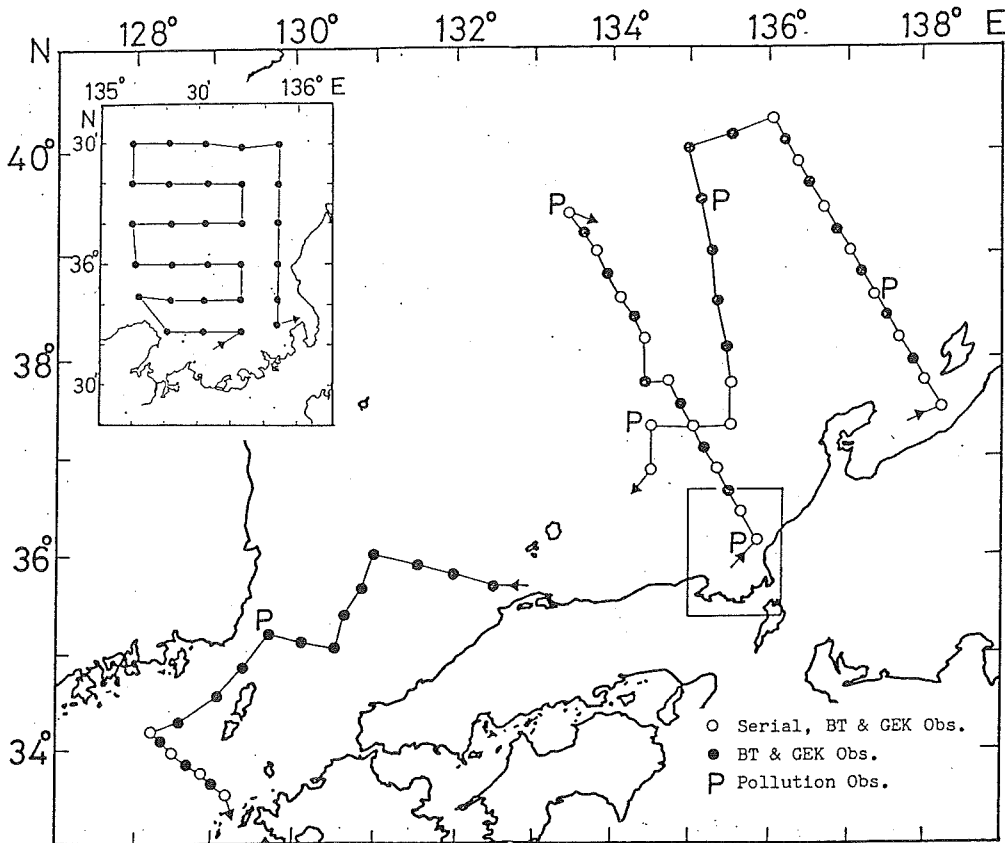 128° 130° 132° 134° 136° E 138°
N
135° 30' 136° E
N
30'
36°
30'
40°
38°
36°
34°
P
P
P
P
P
P
○ Serial, BT & GEK Obs.
● BT & GEK Obs.
P Pollution Obs.